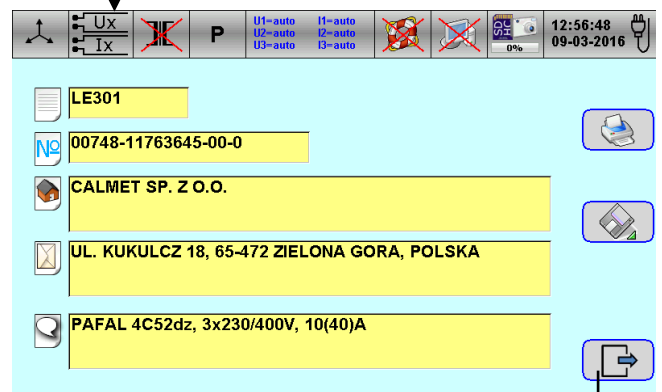 Ux
Ix
P
U1=auto I1=auto
U2=auto I2=auto
U3=auto I3=auto
SD HC
0%
12:56:48
09-03-2016
LE301
Nº
00748-11763645-00-0
CALMET SP. Z O.O.
UL. KUKULCZ 18, 65-472 ZIELONA GORA, POLSKA
PAFAL 4C52dz, 3x230/400V, 10(40)A